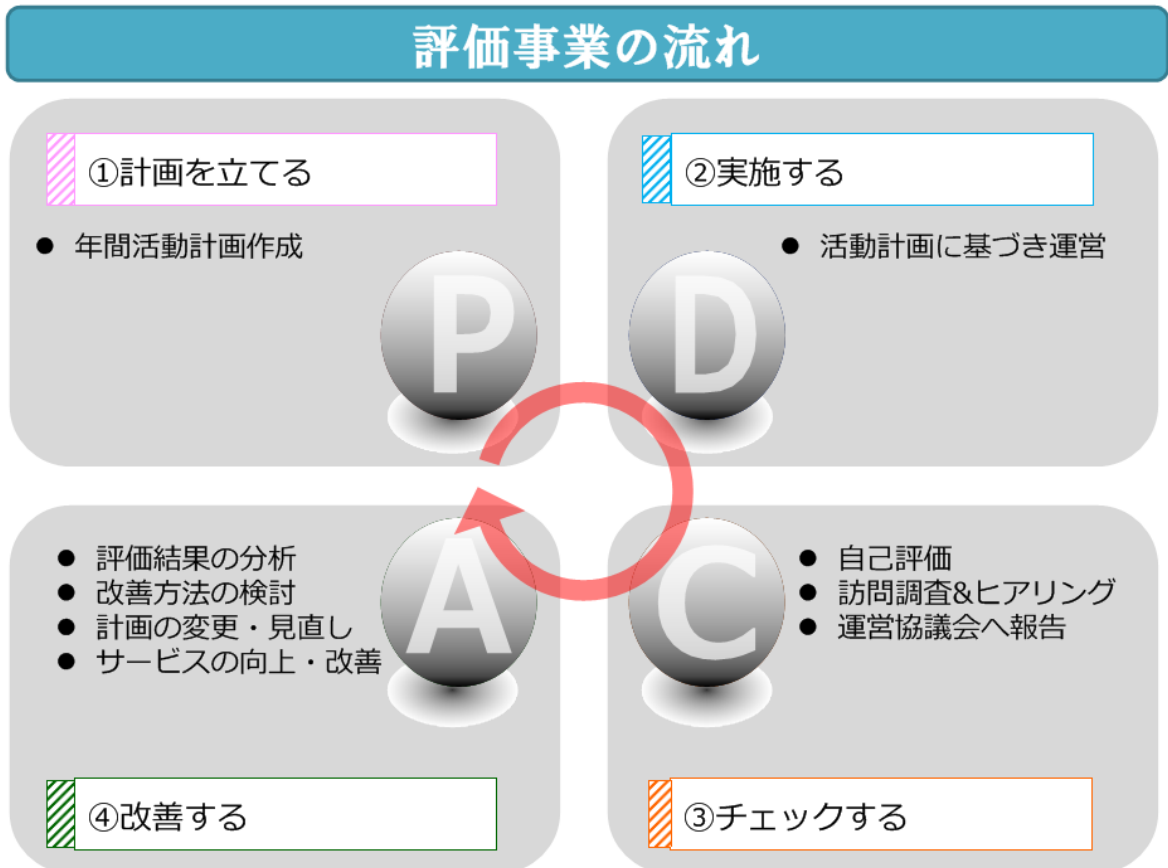 評価事業の流れ
①計画を立てる
● 年間活動計画作成
P
②実施する
● 活動計画に基づき運営
D
● 評価結果の分析
● 改善方法の検討
● 計画の変更・見直し
● サービスの向上・改善
A
④改善する
● 自己評価
● 訪問調査&ヒアリング
● 運営協議会へ報告
C
③チェックする